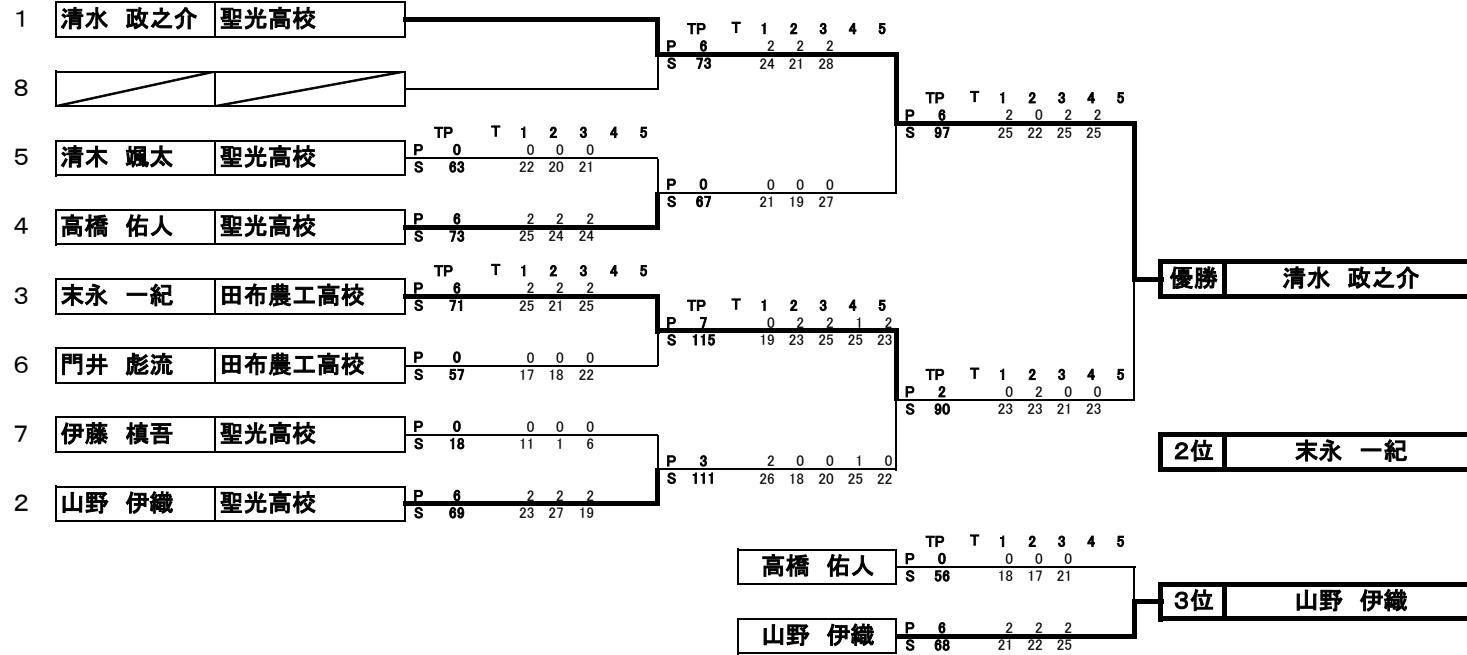 1 清水 政之介 聖光高校
TP T 1 2 3 4 5
P 6 2 2 2
S 73 24 21 28
8
TP T 1 2 3 4 5
P 6 2 0 2 2
S 97 25 22 25 25
TP T 1 2 3 4 5
P 0 0 0 0
5 清木 颯太 聖光高校
S 63 22 20 21
P 0 0 0 0
S 67 21 19 27
4 高橋 佑人 聖光高校
P 6 2 2 2
S 73 25 24 24
優勝 清水 政之介
TP T 1 2 3 4 5
3 末永 一紀 田布農工高校
P 6 2 2 2
S 71 25 21 25
TP T 1 2 3 4 5
P 7 0 2 2 1 2
S 115 19 23 25 25 23
6 門井 彪流 田布農工高校
P 0 0 0 0
S 57 17 18 22
TP T 1 2 3 4 5
P 2 0 2 0 0
S 90 23 23 21 23
7 伊藤 槙吾 聖光高校
P 0 0 0 0
S 18 11 1 6
2位 末永 一紀
P 3 2 0 0 1 0
S 111 26 18 20 25 22
2 山野 伊織 聖光高校
P 6 2 2 2
S 69 23 27 19
TP T 1 2 3 4 5
高橋 佑人
P 0 0 0 0
S 56 18 17 21
3位 山野 伊織
山野 伊織
P 6 2 2 2
S 68 21 22 25